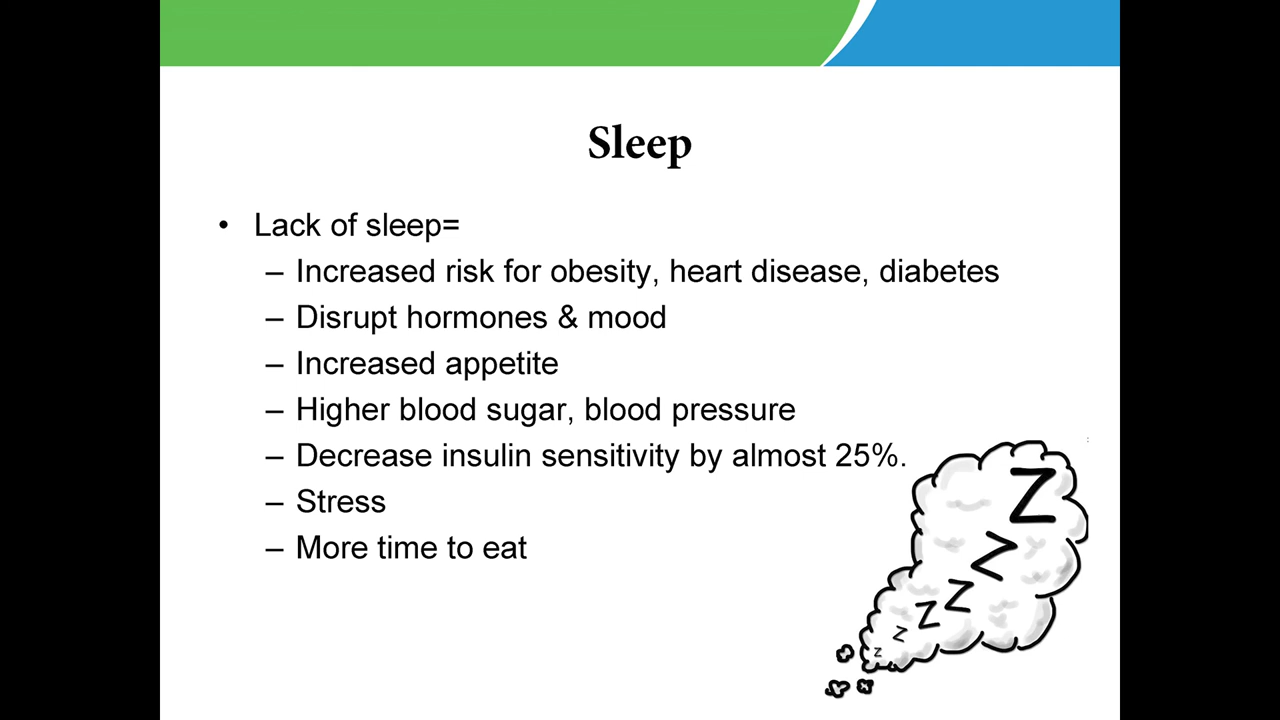 Sleep
• Lack of sleep=
– Increased risk for obesity, heart disease, diabetes
– Disrupt hormones & mood
– Increased appetite
– Higher blood sugar, blood pressure
– Decrease insulin sensitivity by almost 25%.
– Stress
– More time to eat
Z
Z
Z
Z
z
z